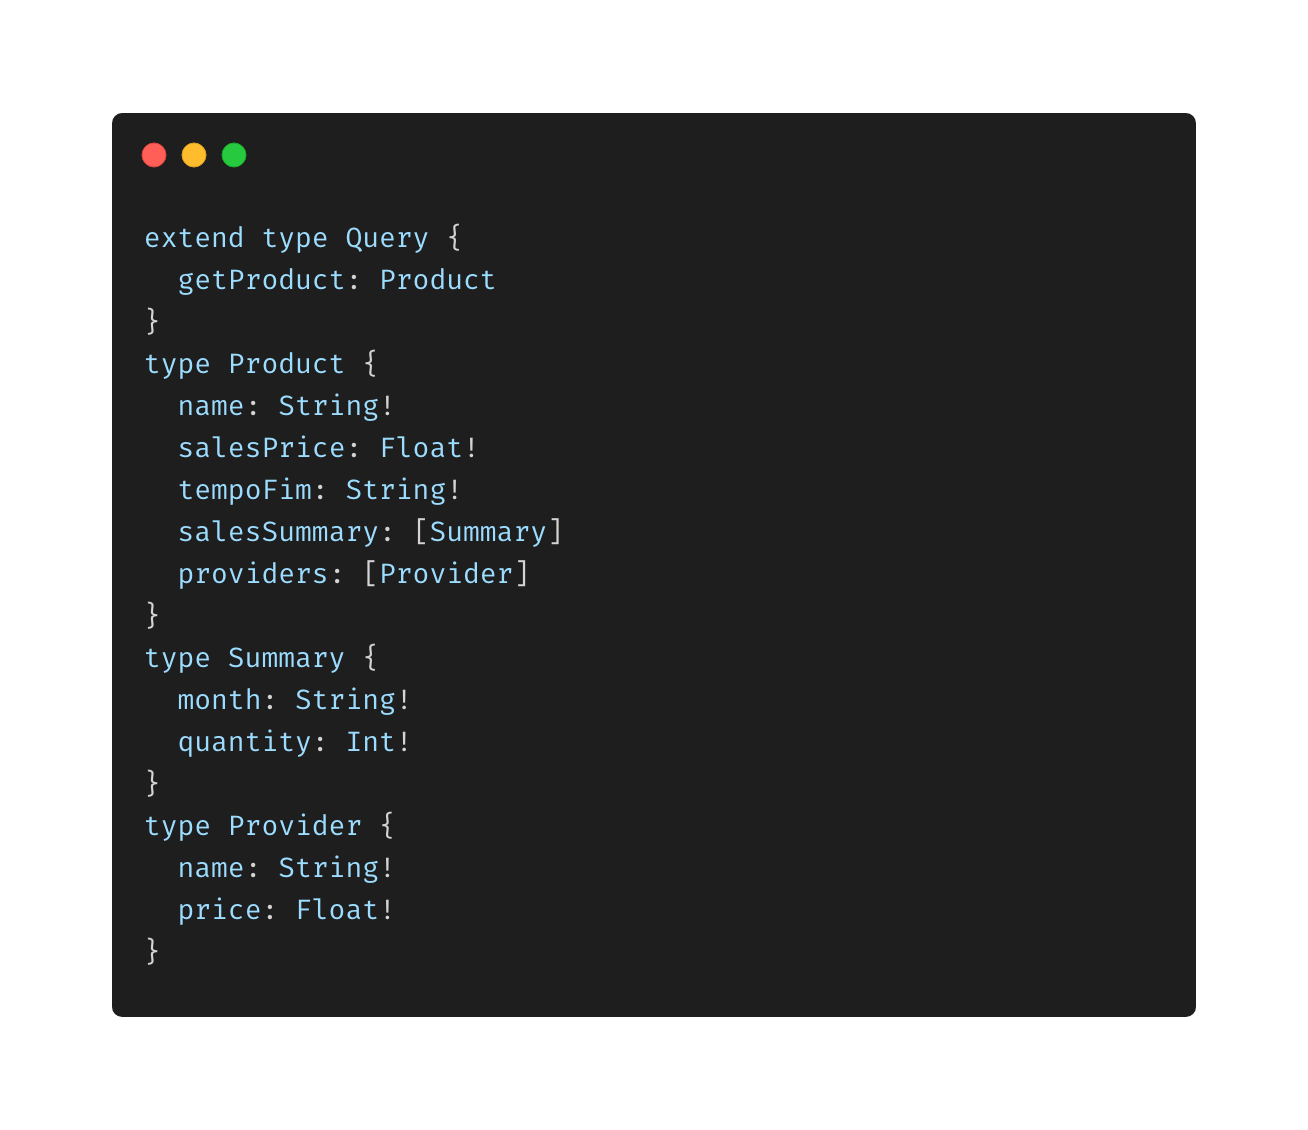 extend type Query {
  getProduct: Product
}
type Product {
  name: String!
  salesPrice: Float!
  tempoFim: String!
  salesSummary: [Summary]
  providers: [Provider]
}
type Summary {
  month: String!
  quantity: Int!
}
type Provider {
  name: String!
  price: Float!
}